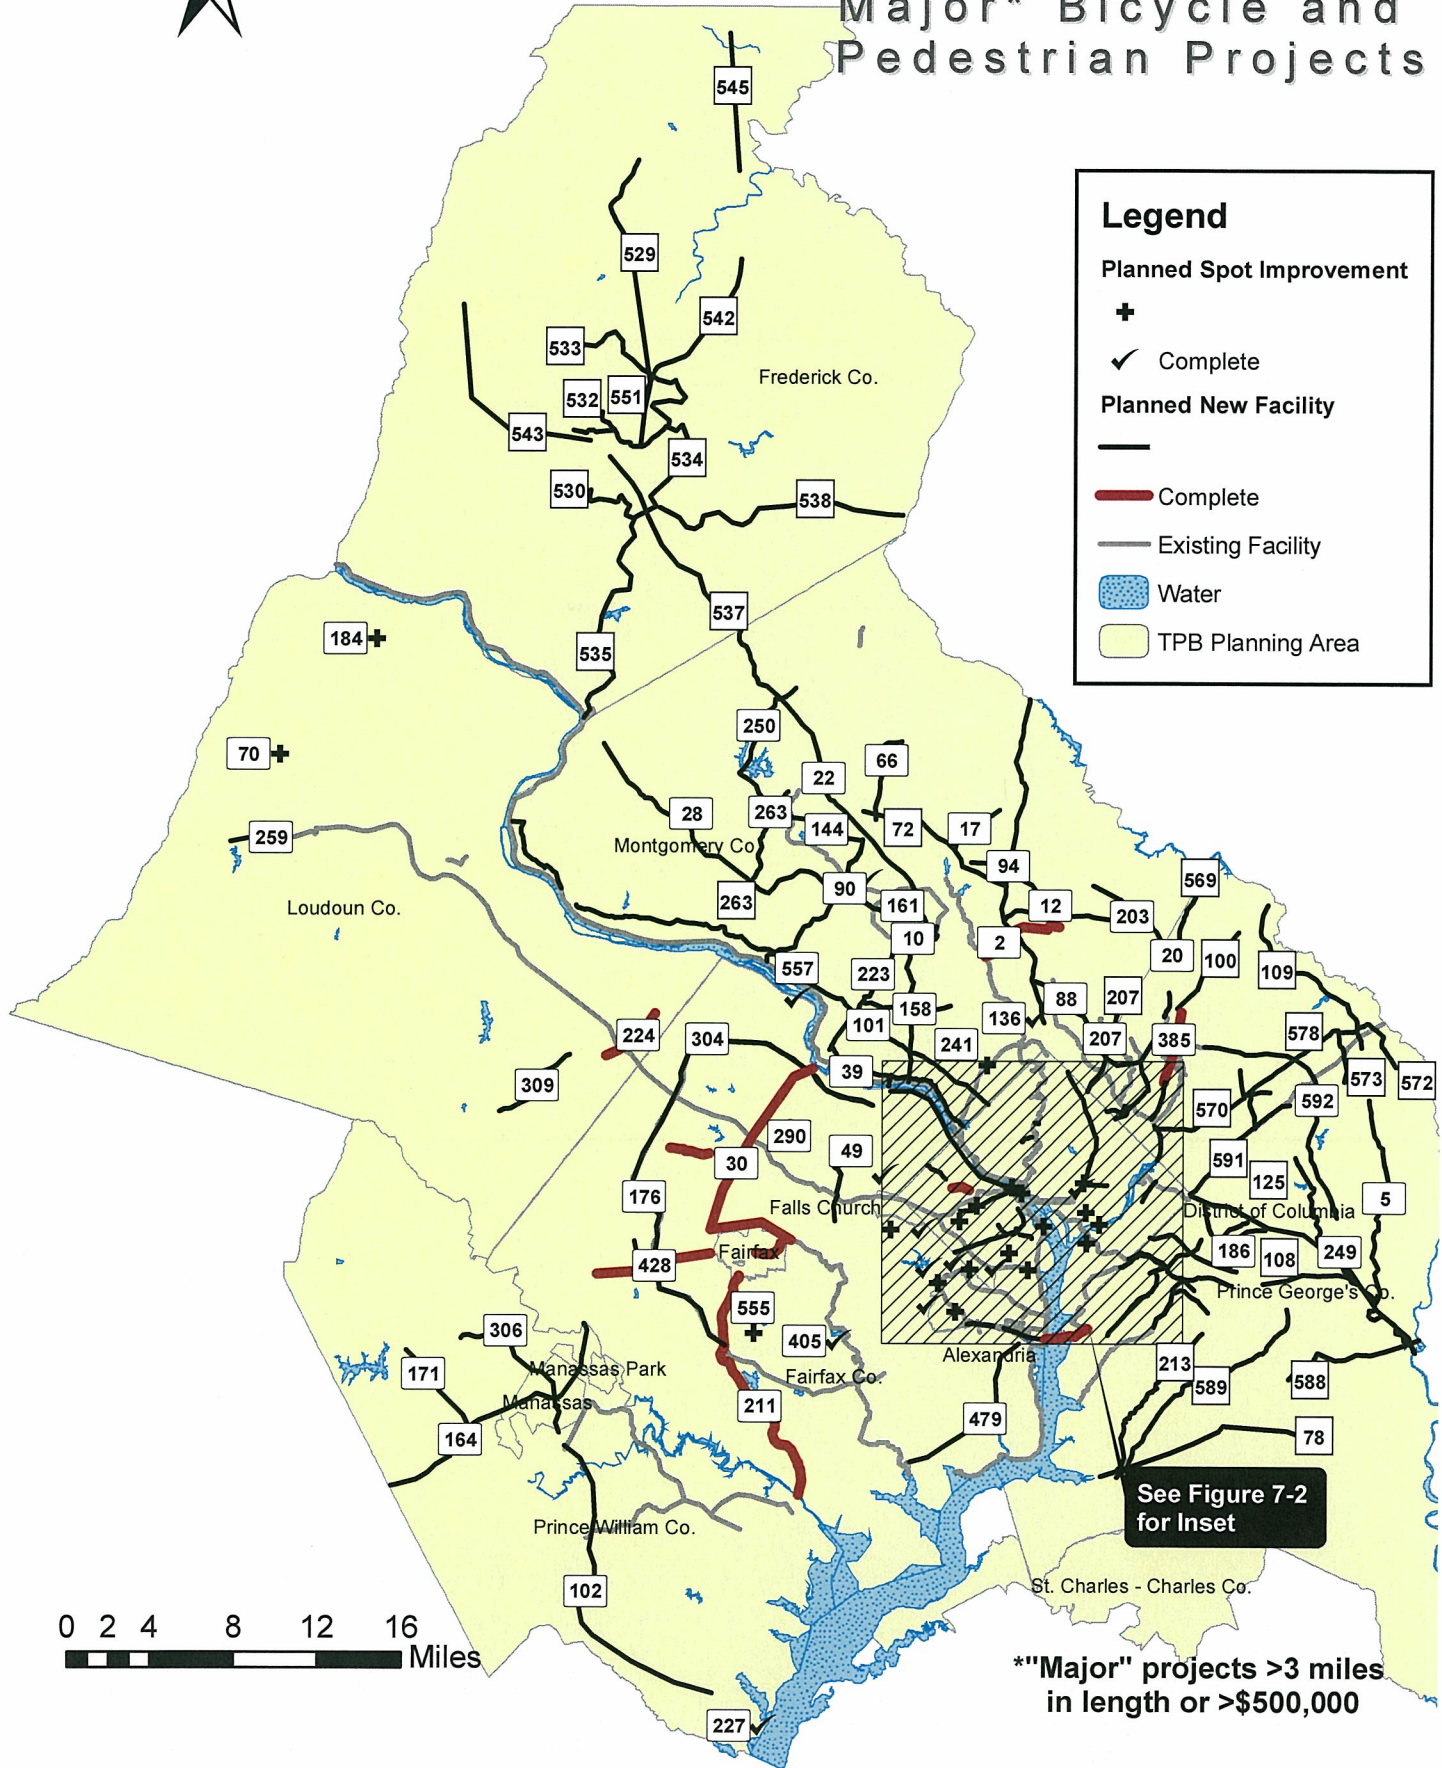 Major* Bicycle and
Pedestrian Projects
545
Legend
Planned Spot Improvement
Complete
Planned New Facility
Complete
Existing Facility
Water
TPB Planning Area
529
542
533
Frederick Co.
532
551
543
534
530
538
537
184
535
250
70
66
22
28
263
144
72
17
259
Montgomery Co
94
569
90
263
161
12
203
Loudoun Co.
10
2
20
100
557
223
109
88
207
158
136
101
224
304
241
207
385
578
39
309
573
572
592
570
290
49
30
591
125
176
5
Falls Church
District of Columbia
186
108
249
Fairfax
428
Prince George's Co.
555
306
405
Alexandria
171
Manassas Park
Fairfax Co.
213
589
588
Manassas
211
479
164
78
See Figure 7-2
for Inset
Prince William Co.
102
St. Charles - Charles Co.
0 2 4 8 12 16
Miles
*"Major" projects >3 miles
in length or >$500,000
227